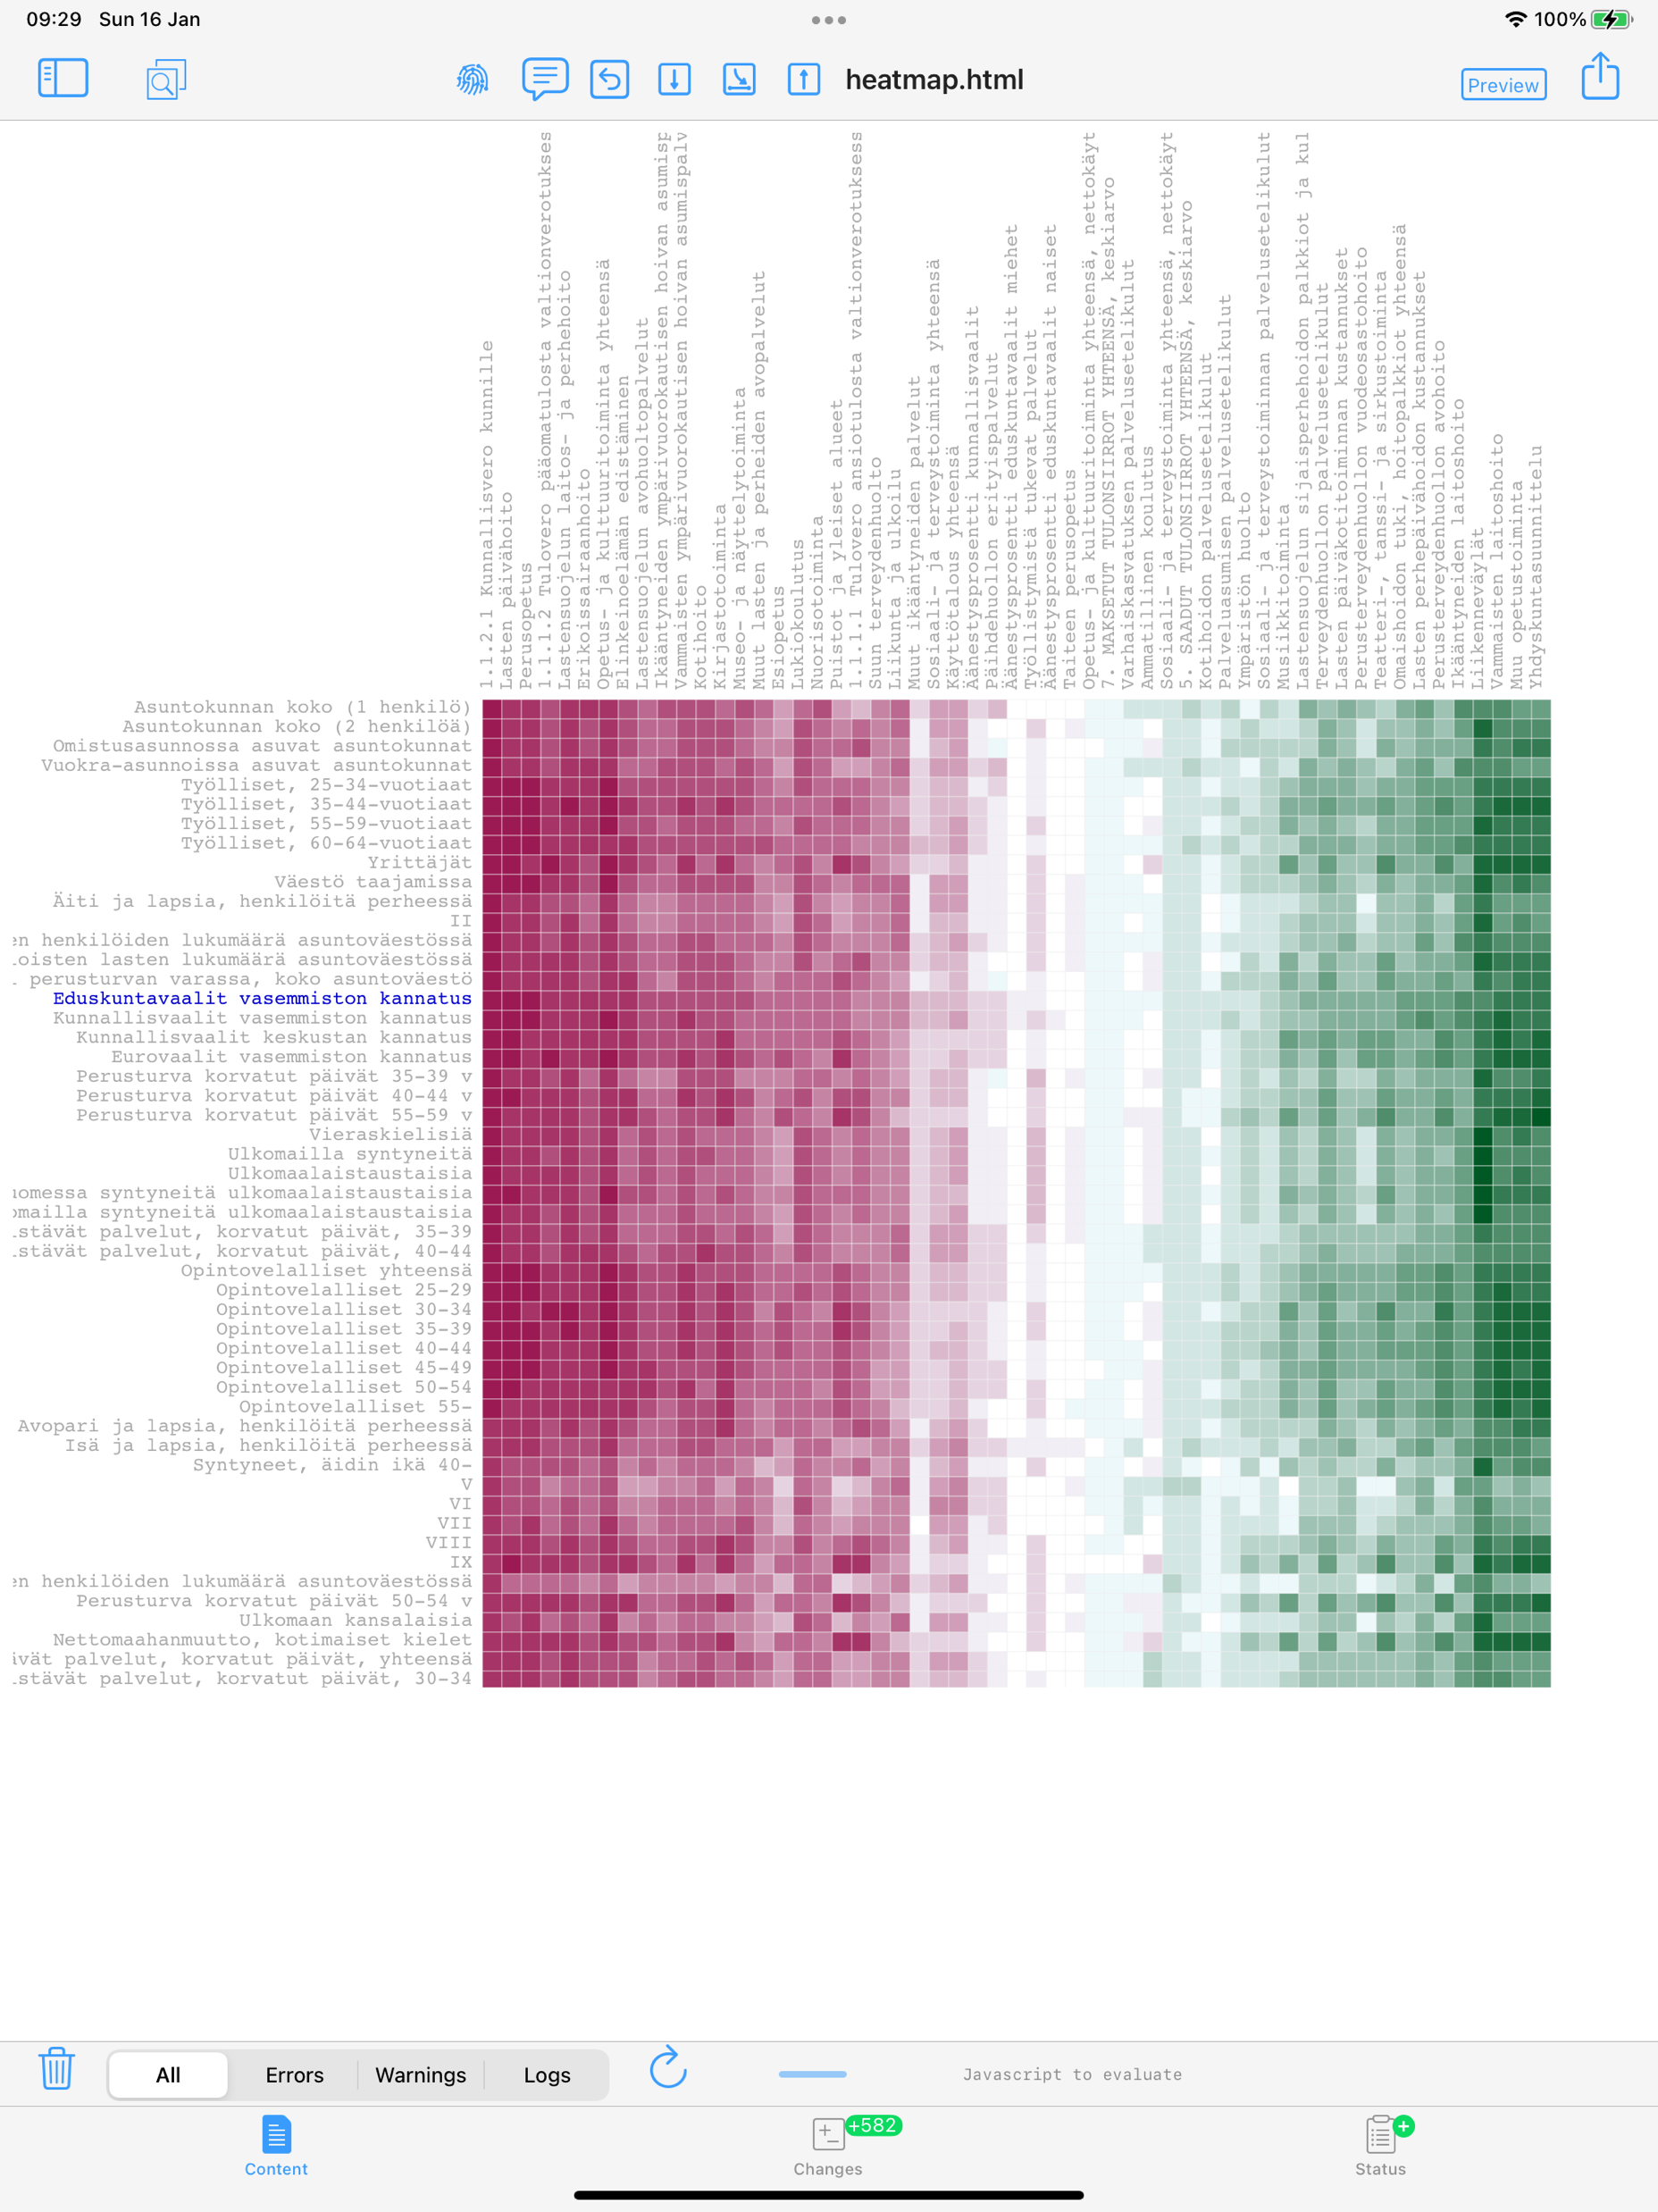 09:29 Sun 16 Jan
100%
heatmap.html
Preview
1.1.2.1 Kunnallisvero kunnille
Lasten päivähoito
Perusopetus
1.1.1.2 Tulovero pääomatulosta valtionverotukses
Lastensuojelun laitos- ja perhehoito
Erikoissairaanhoito
Opetus- ja kulttuuritoiminta yhteensä
Elinkeinoelämän edistäminen
Lastensuojelun avohuoltopalvelut
Ikääntyneiden ympärivuorokautisen hoivan asumisp
Vammaisten ympärivuorokautisen hoivan asumispalv
Kotihoito
Kirjastotoiminta
Museo- ja näyttelytoiminta
Muut lasten ja perheiden avopalvelut
Esiopetus
Lukiokoulutus
Nuorisotoiminta
Puistot ja yleiset alueet
1.1.1.1 Tulovero ansiotulosta valtionverotuksess
Suun terveydenhuolto
Liikunta ja ulkoilu
Muut ikääntyneiden palvelut
Sosiaali- ja terveystoiminta yhteensä
Käyttötalous yhteensä
Äänestysprosentti kunnallisvaalit
Päihdehuollon erityispalvelut
Äänestysprosentti eduskuntavaalit miehet
Työllistymistä tukevat palvelut
Äänestysprosentti eduskuntavaalit naiset
Taiteen perusopetus
Opetus- ja kulttuuritoiminta yhteensä, nettokäyt
7. MAKSETUT TULONSIIRROT YHTEENSÄ, keskiarvo
Varhaiskasvatuksen palvelusetelikulut
Ammatillinen koulutus
Sosiaali- ja terveystoiminta yhteensä, nettokäyt
5. SAADUT TULONSIIRROT YHTEENSÄ, keskiarvo
Kotihoidon palvelusetelikulut
Palveluasumisen palvelusetelikulut
Ympäristön huolto
Sosiaali- ja terveystoiminnan palvelusetelikulut
Musiikkitoiminta
Lastensuojelun sijaisperhehoidon palkkiot ja kul
Terveydenhuollon palvelusetelikulut
Lasten päiväkotitoiminnan kustannukset
Perusterveydenhuollon vuodeosastohoito
Teatteri-, tanssi- ja sirkustoiminta
Omaishoidon tuki, hoitopalkkiot yhteensä
Lasten perhepäivähoidon kustannukset
Perusterveydenhuollon avohoito
Ikääntyneiden laitoshoito
Liikenneväylät
Vammaisten laitoshoito
Muu opetustoiminta
Yhdyskuntasuunnittelu
Asuntokunnan koko (1 henkilö)
Asuntokunnan koko (2 henkilöä)
Omistusasunnossa asuvat asuntokunnat
Vuokra-asunnoissa asuvat asuntokunnat
Työlliset, 25-34-vuotiaat
Työlliset, 35-44-vuotiaat
Työlliset, 55-59-vuotiaat
Työlliset, 60-64-vuotiaat
Yrittäjät
Väestö taajamissa
Äiti ja lapsia, henkilöitä perheessä
II
en henkilöiden lukumäärä asuntoväestössä
oisten lasten lukumäärä asuntoväestössä
perusturvan varassa, koko asuntoväestö
Eduskuntavaalit vasemmiston kannatus
Kunnallisvaalit vasemmiston kannatus
Kunnallisvaalit keskustan kannatus
Eurovaalit vasemmiston kannatus
Perusturva korvatut päivät 35-39 v
Perusturva korvatut päivät 40-44 v
Perusturva korvatut päivät 55-59 v
Vieraskielisiä
Ulkomailla syntyneitä
Ulkomaalaistaustaisia
omessa syntyneitä ulkomaalaistaustaisia
omailla syntyneitä ulkomaalaistaustaisia
stävät palvelut, korvatut päivät, 35-39
stävät palvelut, korvatut päivät, 40-44
Opintovelalliset yhteensä
Opintovelalliset 25-29
Opintovelalliset 30-34
Opintovelalliset 35-39
Opintovelalliset 40-44
Opintovelalliset 45-49
Opintovelalliset 50-54
Opintovelalliset 55-
Avopari ja lapsia, henkilöitä perheessä
Isä ja lapsia, henkilöitä perheessä
Syntyneet, äidin ikä 40-
V
VI
VII
VIII
IX
en henkilöiden lukumäärä asuntoväestössä
Perusturva korvatut päivät 50-54 v
Ulkomaan kansalaisia
Nettomaahanmuutto, kotimaiset kielet
ivät palvelut, korvatut päivät, yhteensä
stävät palvelut, korvatut päivät, 30-34
All Errors Warnings Logs
Javascript to evaluate
+582
Content Changes Status